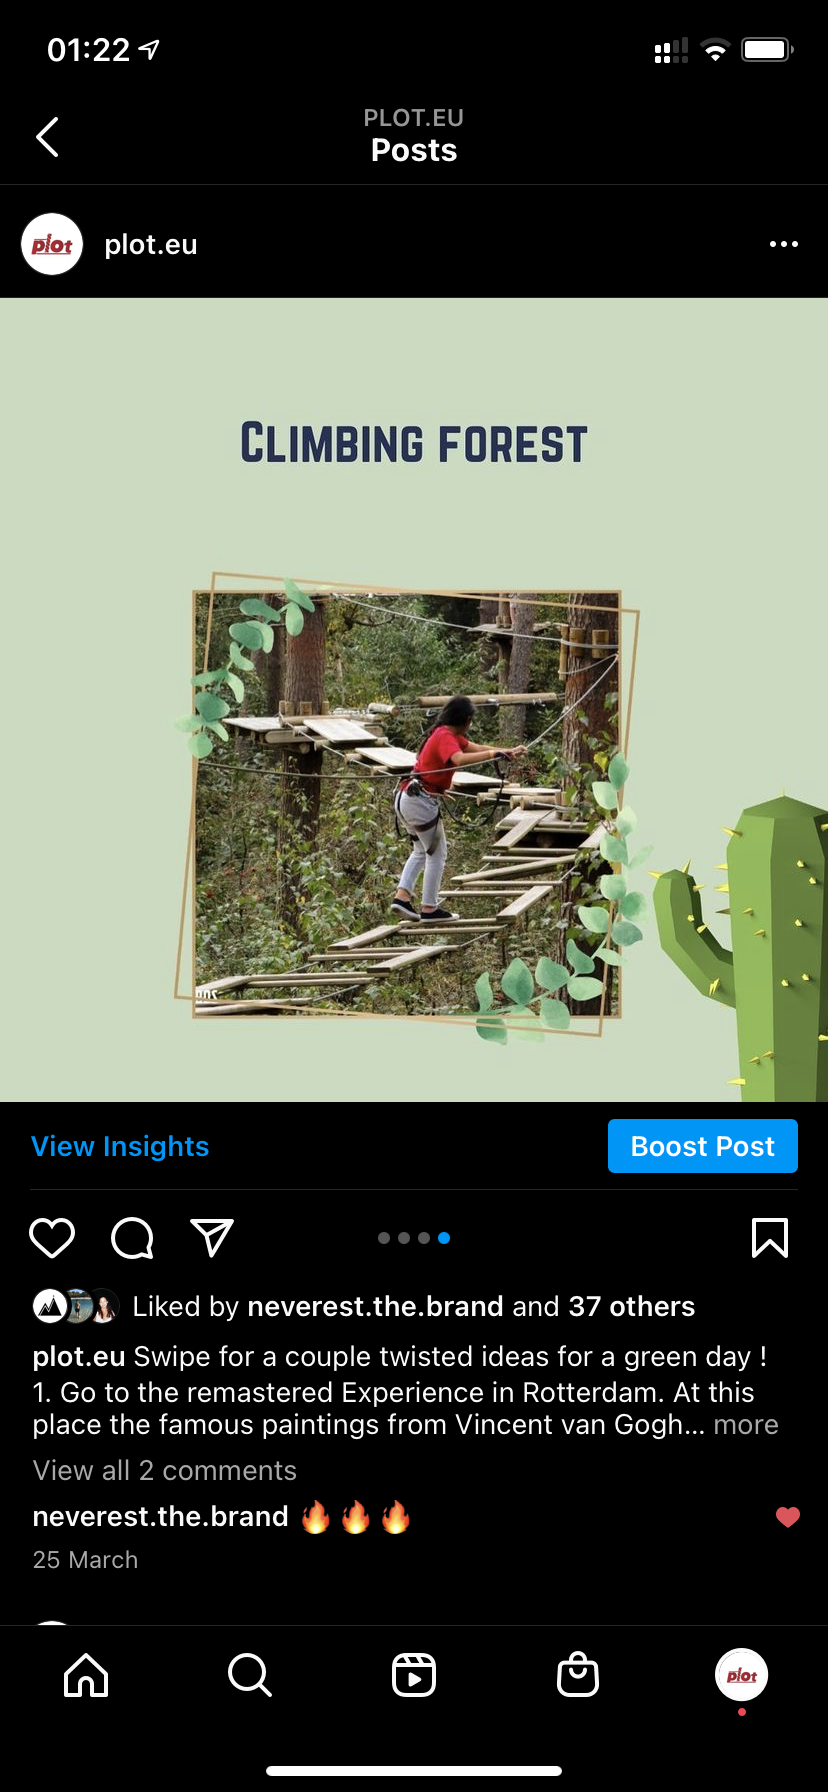 01:22
PLOT.EU
Posts
plot
plot.eu
CLIMBING FOREST
View Insights
Boost Post
Liked by neverest.the.brand and 37 others
plot.eu Swipe for a couple twisted ideas for a green day !
1. Go to the remastered Experience in Rotterdam. At this
place the famous paintings from Vincent van Gogh... more
View all 2 comments
neverest.the.brand 🔥🔥🔥
25 March
plot